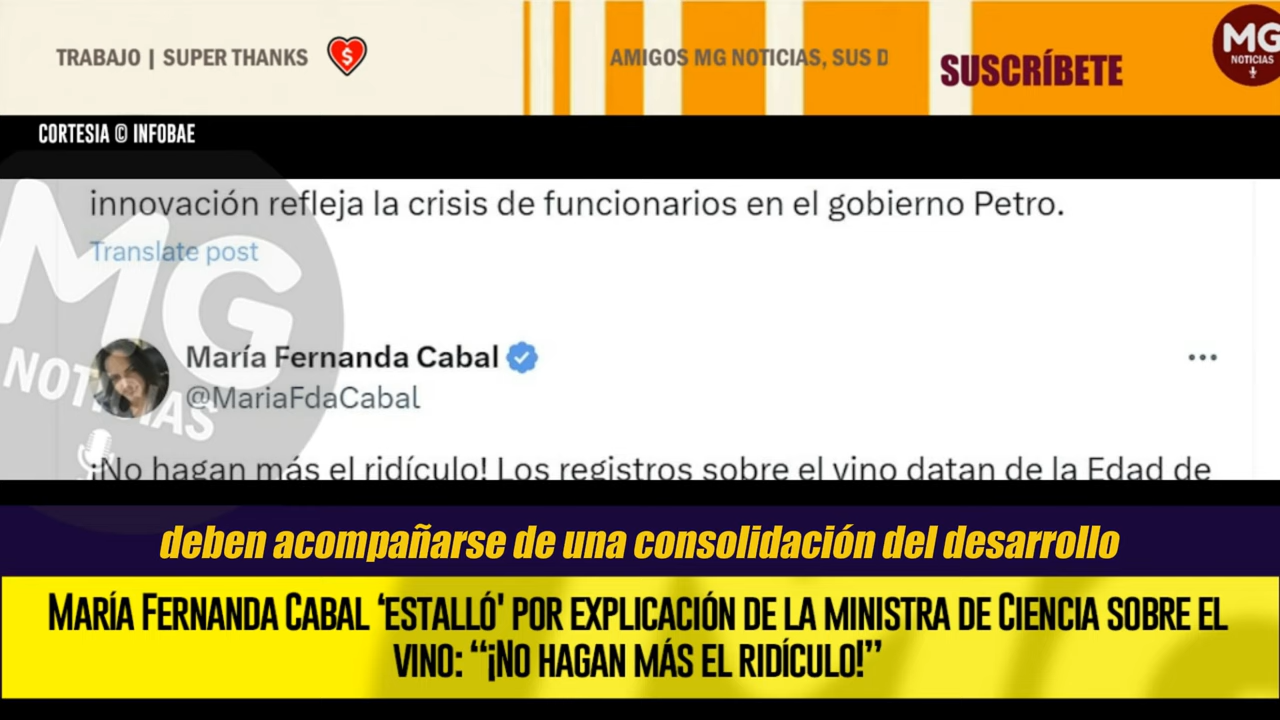 TRABAJO | SUPER THANKS
AMIGOS MG NOTICIAS, SUS D
SUSCRÍBETE
MG
NOTICIAS
CORTESIA © INFOBAE
innovación refleja la crisis de funcionarios en el gobierno Petro.
Translate post
MG
NOTICIAS
María Fernanda Cabal
@MariaFdaCabal
¡No hagan más el ridículo! Los registros sobre el vino datan de la Edad de
deben acompañarse de una consolidación del desarrollo
MARÍA FERNANDA CABAL ‘ESTALLÓ' POR EXPLICACIÓN DE LA MINISTRA DE CIENCIA SOBRE EL
VINO: “¡NO HAGAN MÁS EL RIDÍCULO!”